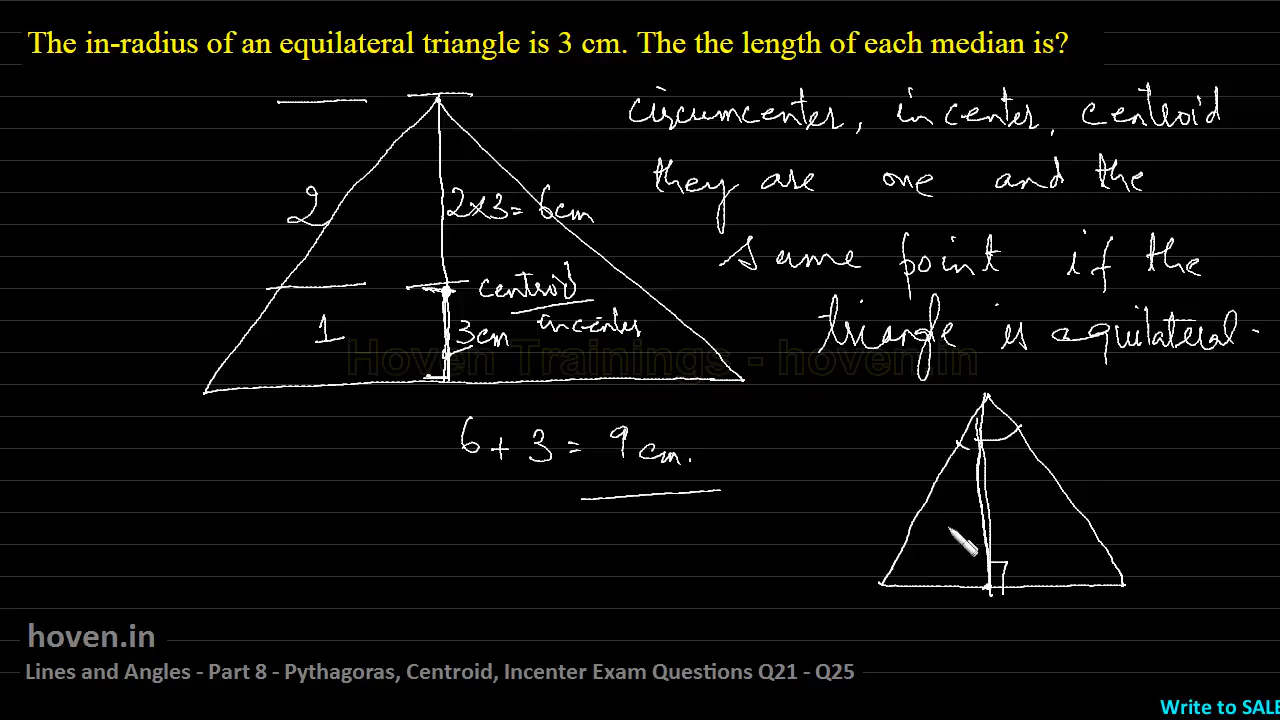 The in-radius of an equilateral triangle is 3 cm. The the length of each median is?
circumcenter, incenter, centroid
they are one and the
same point if the
triangle is equilateral.
2
2x3= 6cm
centroid
incenter
1
3cm
Hoven Trainings - hoven.in
6 + 3 = 9 cm.
hoven.in
Lines and Angles - Part 8 - Pythagoras, Centroid, Incenter Exam Questions Q21 - Q25
Write to SALE